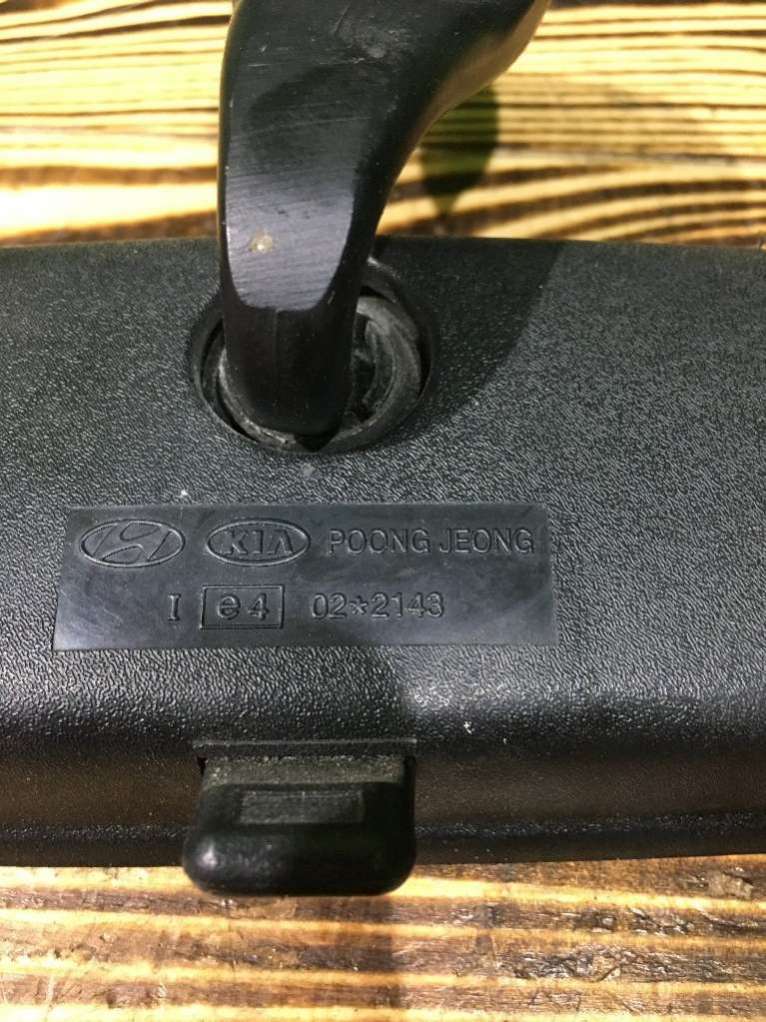 KIA POONG JEONG
I e4 02*2143